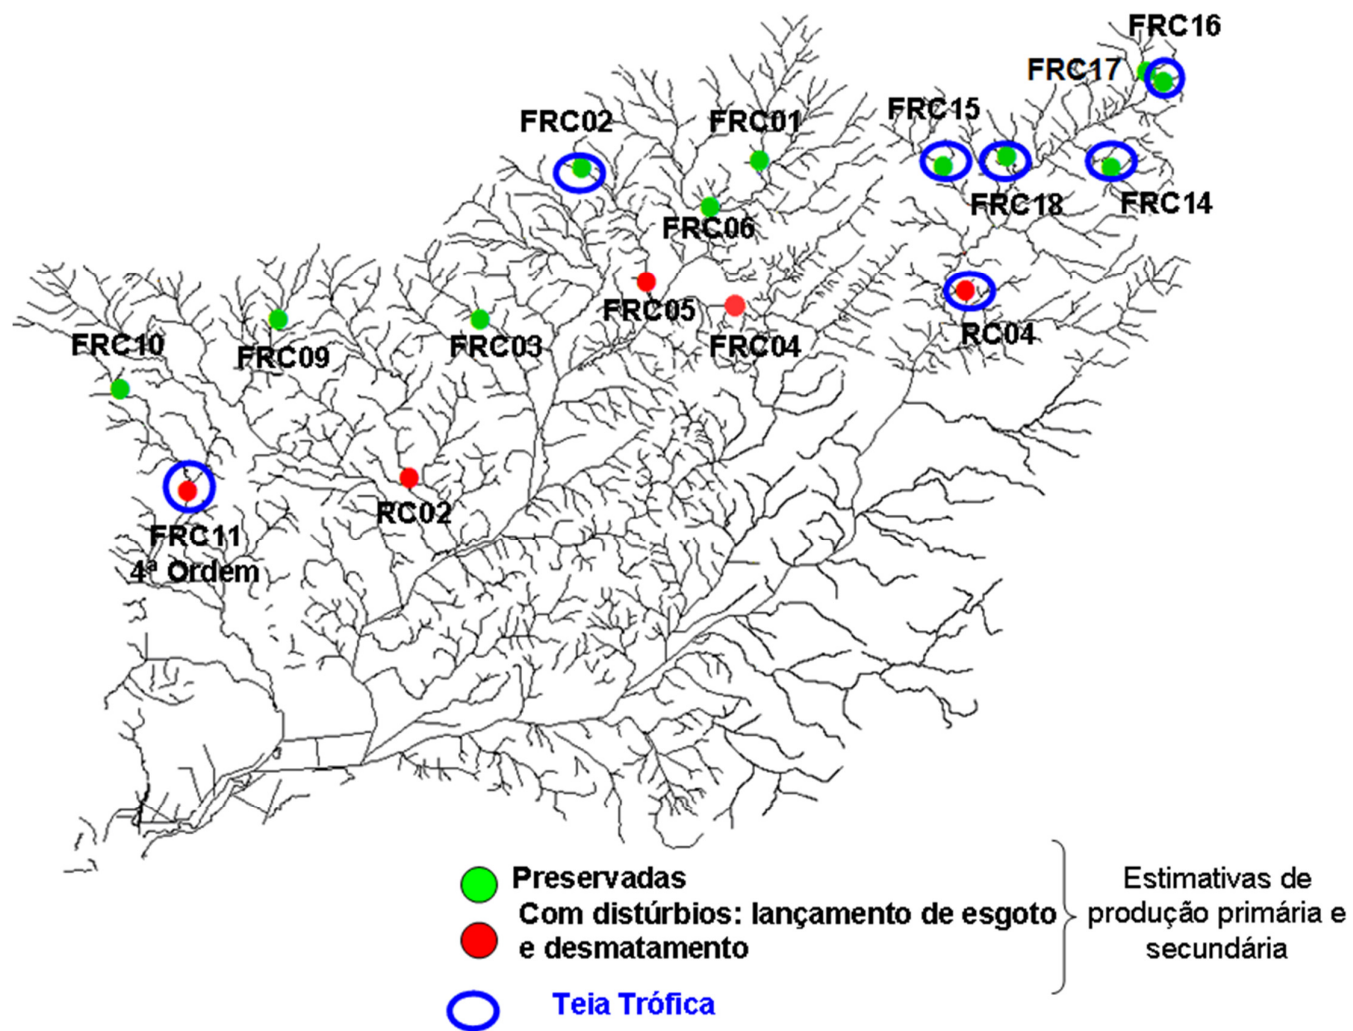 FRC16
FRC17
FRC15
FRC02
FRC01
FRC18
FRC14
FRC06
FRC05
FRC04
RC04
FRC10
FRC09
FRC03
RC02
FRC11
4ª Ordem
Preservadas
Com distúrbios: lançamento de esgoto
e desmatamento
Estimativas de
produção primária e
secundária
Teia Trófica